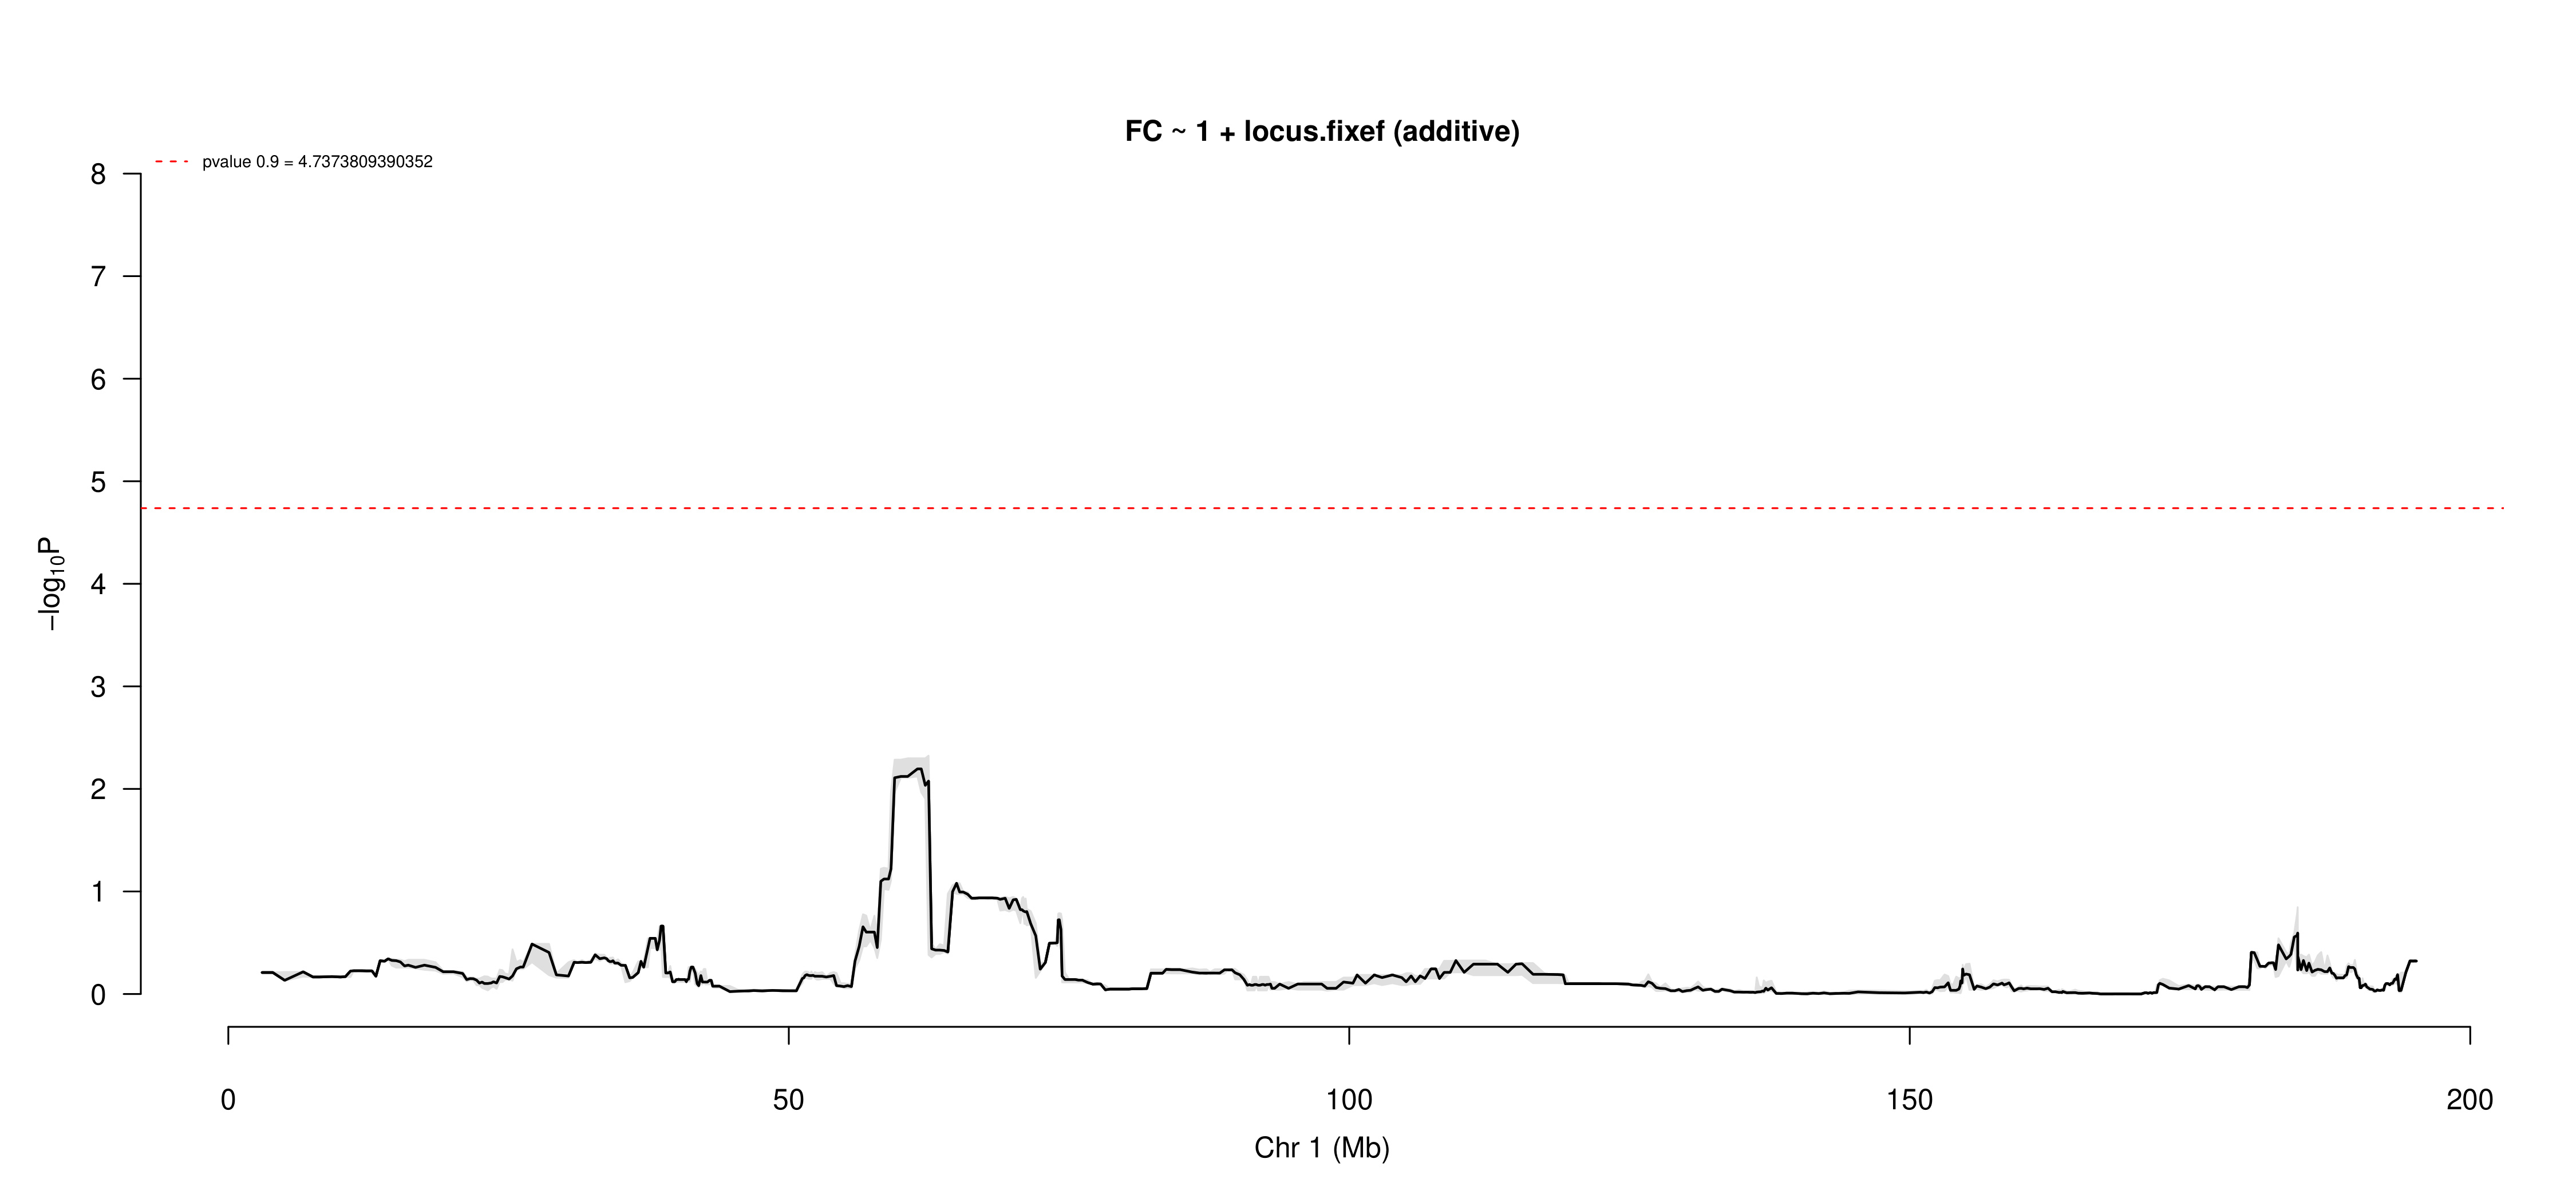 FC ~ 1 + locus.fixef (additive)
pvalue 0.9 = 4.7373809390352
8
7
6
5
4
3
2
1
0
−log10P
0 50 100 150 200
Chr 1 (Mb)